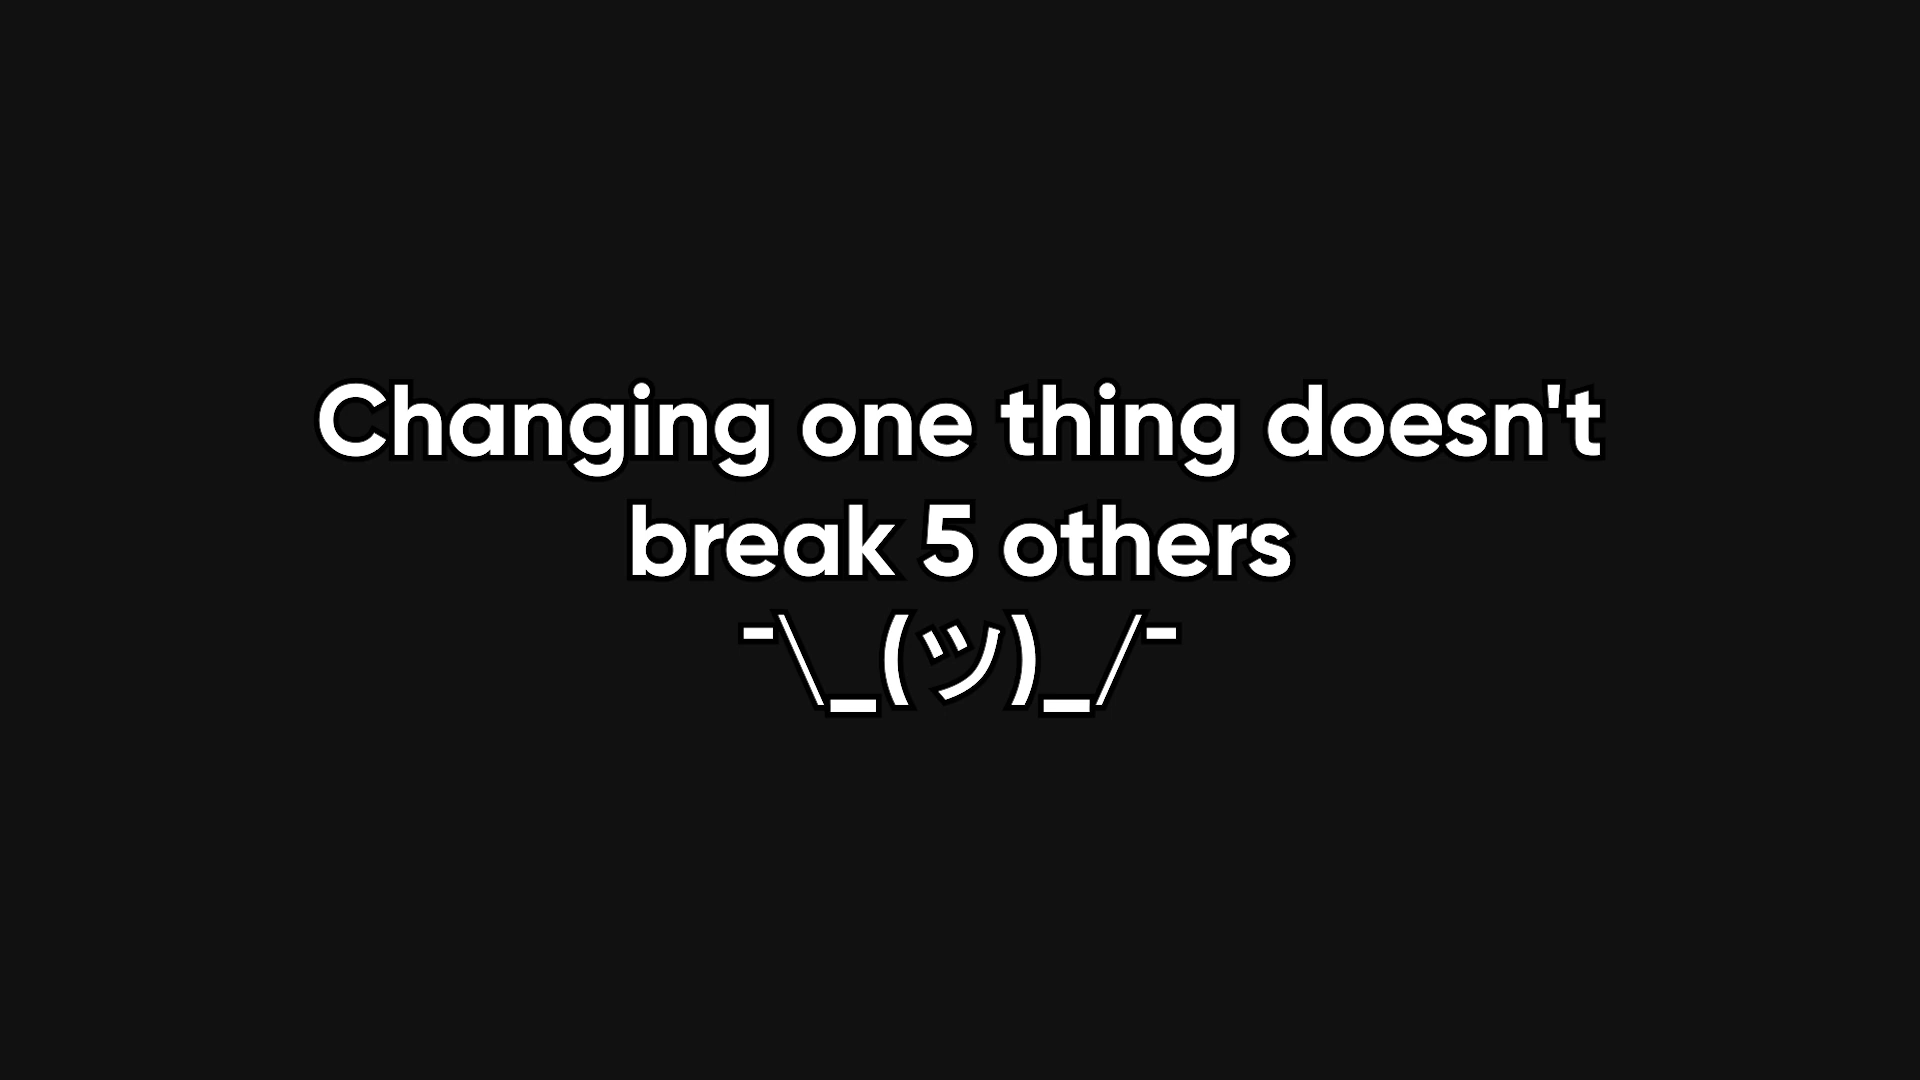 Changing one thing doesn't
break 5 others
¯\_(ツ)_/¯